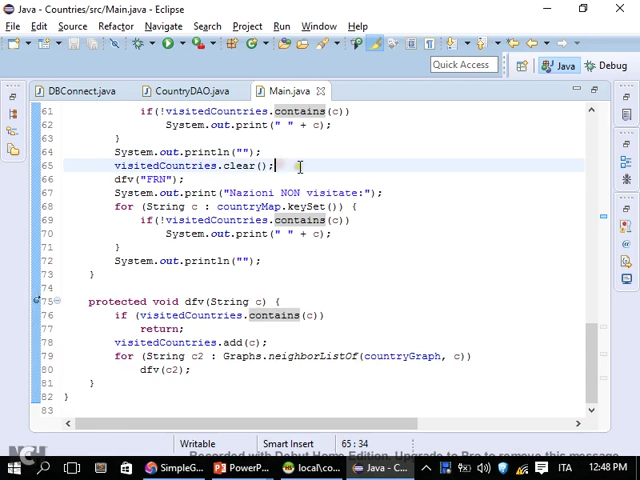 Java - Countries/src/Main.java - Eclipse
File Edit Source Refactor Navigate Search Project Run Window Help
Quick Access
Java
Debug
DBConnect.java
CountryDAO.java
Main.java
61 if(!visitedCountries.contains(c))
62 System.out.print(" " + c);
63 }
64 System.out.println("");
65 visitedCountries.clear();
66 dfv("FRN");
67 System.out.print("Nazioni NON visitate:");
68 for (String c : countryMap.keySet()) {
69 if(!visitedCountries.contains(c))
70 System.out.print(" " + c);
71 }
72 System.out.println("");
73 }
74
75 protected void dfv(String c) {
76 if (visitedCountries.contains(c))
77 return;
78 visitedCountries.add(c);
79 for (String c2 : Graphs.neighborListOf(countryGraph, c))
80 dfv(c2);
81 }
82 }
83
Writable
Smart Insert
65 : 34
NCH
Recorded with Debut Home Edition. Upgrade to Pro to remove this message
SimpleG...
PowerP...
local\co...
Java - C...
ITA
12:48 PM